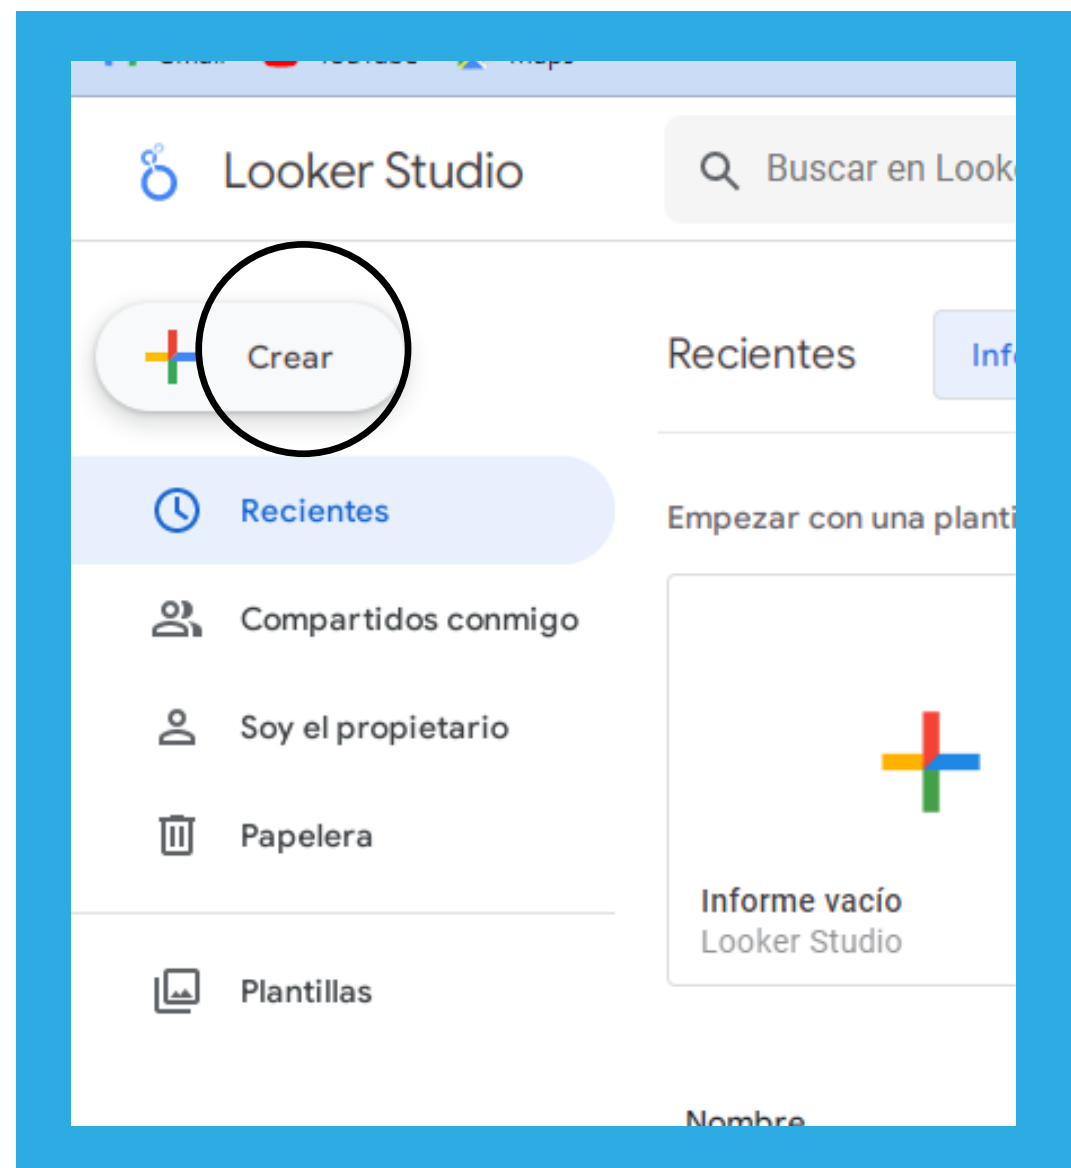 Looker Studio
Buscar en Look
Crear
Recientes
Compartidos conmigo
Soy el propietario
Papelera
Plantillas
Recientes
Empezar con una planti
Informe vacío
Looker Studio
Nombre